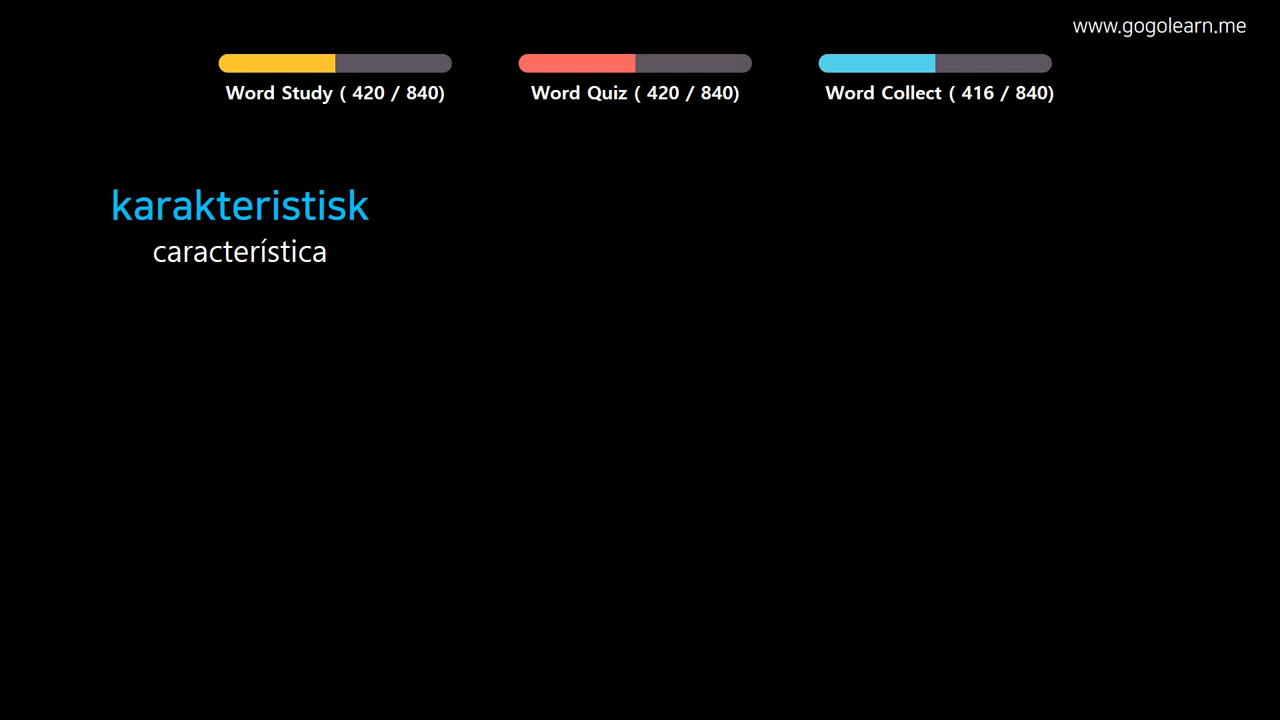 www.gogolearn.me
Word Study ( 420 / 840)
Word Quiz ( 420 / 840)
Word Collect ( 416 / 840)
karakteristisk
característica